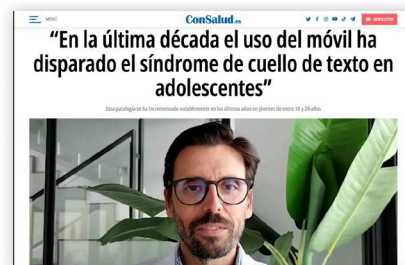 MENÚ
ConSalud.es
NEWSLETTER
“En la última década el uso del móvil ha
disparado el síndrome de cuello de texto en
adolescentes”
Esta patología se ha incrementado notablemente en los últimos años en jóvenes de entre 10 y 20 años